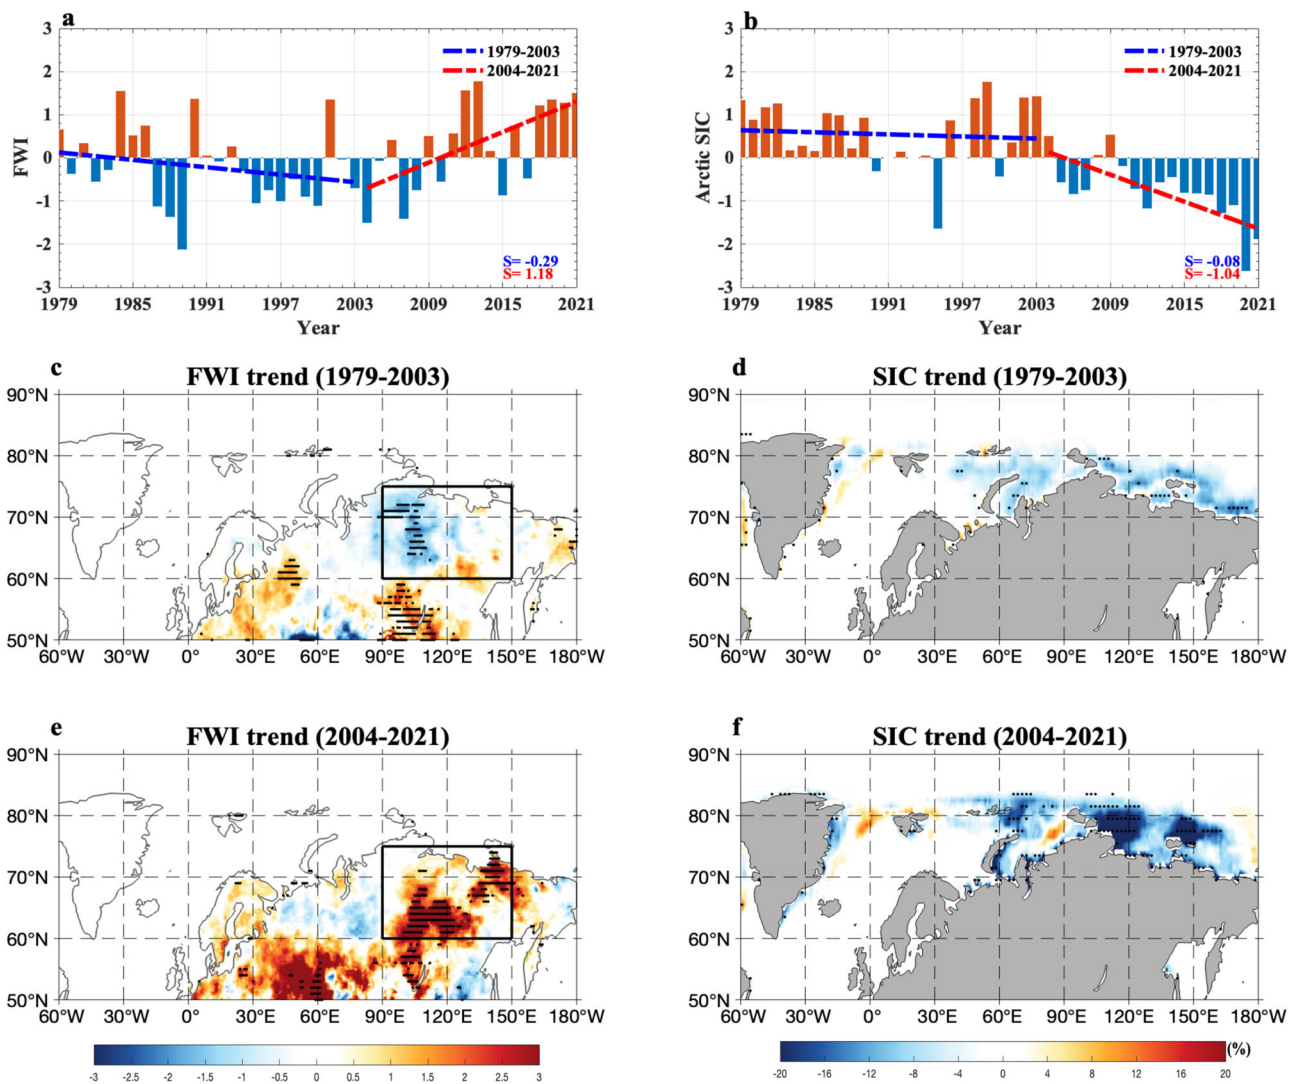 a
FWI
3
2
1
0
-1
-2
-3
1979-2003
2004-2021
S= -0.29
S= 1.18
1979 1985 1991 1997 2003 2009 2015 2021
Year
b
Arctic SIC
3
2
1
0
-1
-2
-3
1979-2003
2004-2021
S= -0.08
S= -1.04
1979 1985 1991 1997 2003 2009 2015 2021
Year
c
FWI trend (1979-2003)
90°N
80°N
70°N
60°N
50°N
60°W 30°W 0° 30°E 60°E 90°E 120°E 150°E 180°W
d
SIC trend (1979-2003)
90°N
80°N
70°N
60°N
50°N
60°W 30°W 0° 30°E 60°E 90°E 120°E 150°E 180°W
e
FWI trend (2004-2021)
90°N
80°N
70°N
60°N
50°N
60°W 30°W 0° 30°E 60°E 90°E 120°E 150°E 180°W
-3 -2.5 -2 -1.5 -1 -0.5 0 0.5 1 1.5 2 2.5 3
f
SIC trend (2004-2021)
90°N
80°N
70°N
60°N
50°N
60°W 30°W 0° 30°E 60°E 90°E 120°E 150°E 180°W
(%)
-20 -16 -12 -8 -4 0 4 8 12 16 20